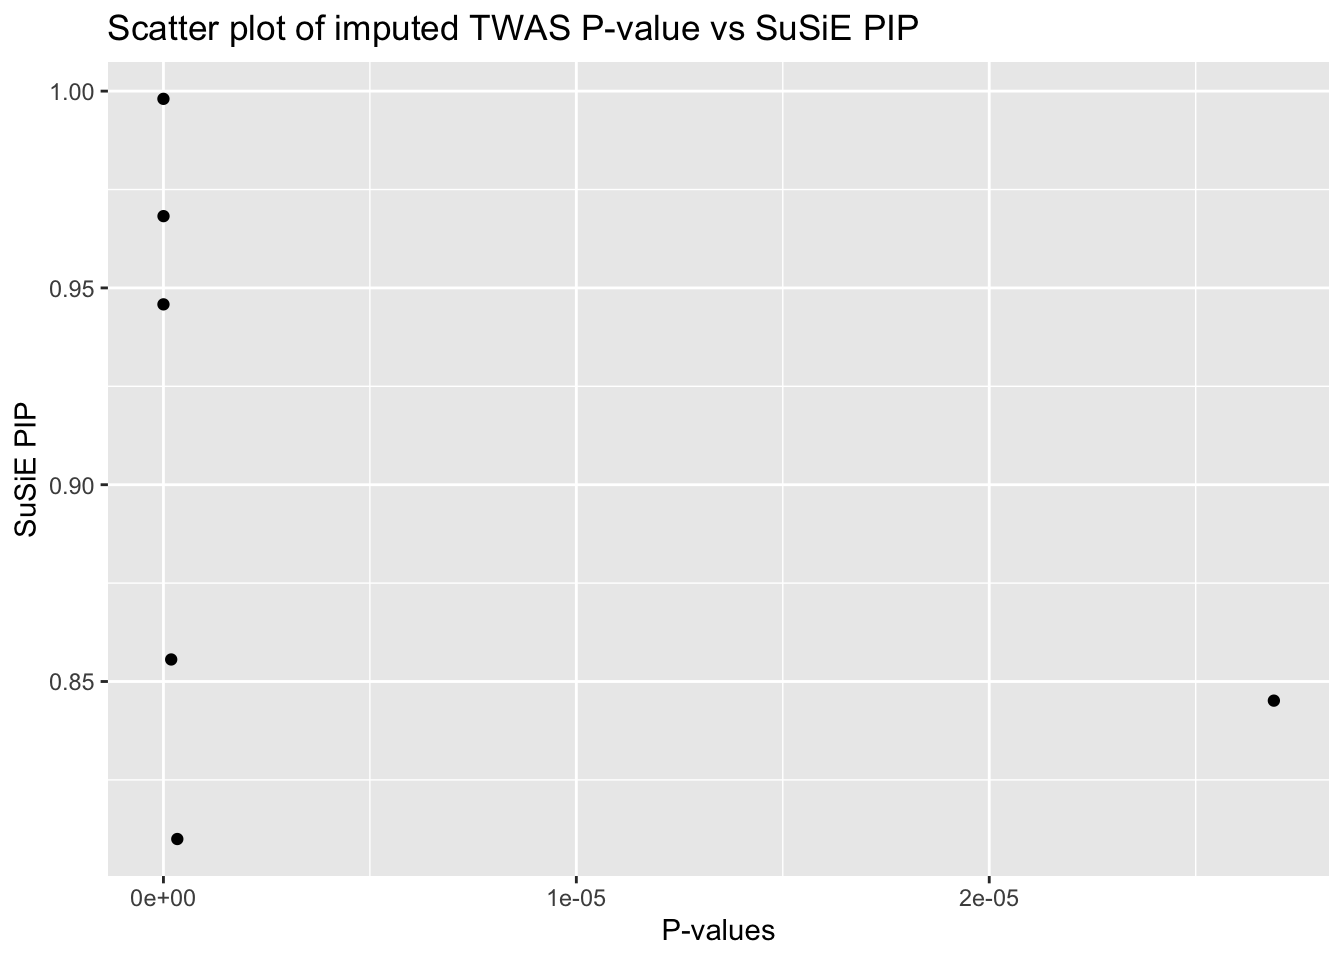 Scatter plot of imputed TWAS P-value vs SuSiE PIP
SuSiE PIP
1.00
0.95
0.90
0.85
0e+00
1e-05
2e-05
P-values